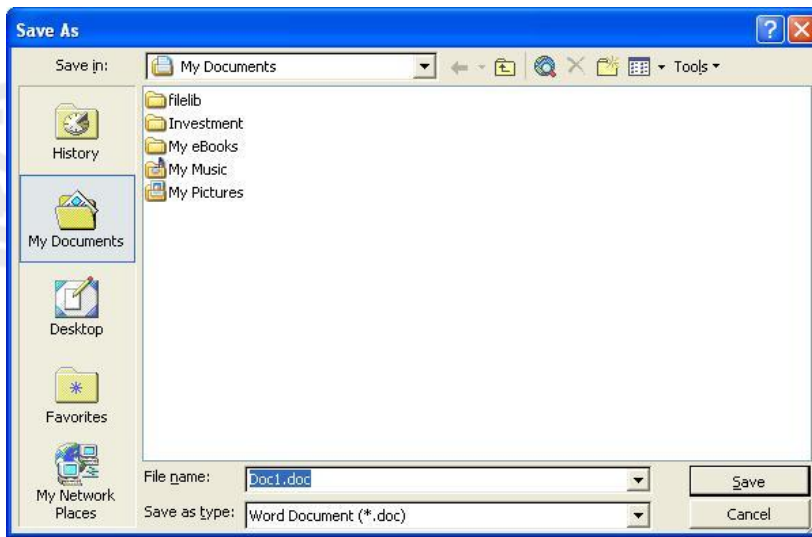 Save As
Save in: My Documents Tools
History
My Documents
Desktop
Favorites
My Network
Places
filelib
Investment
My eBooks
My Music
My Pictures
File name: Doc1.doc Save
Save as type: Word Document (*.doc) Cancel